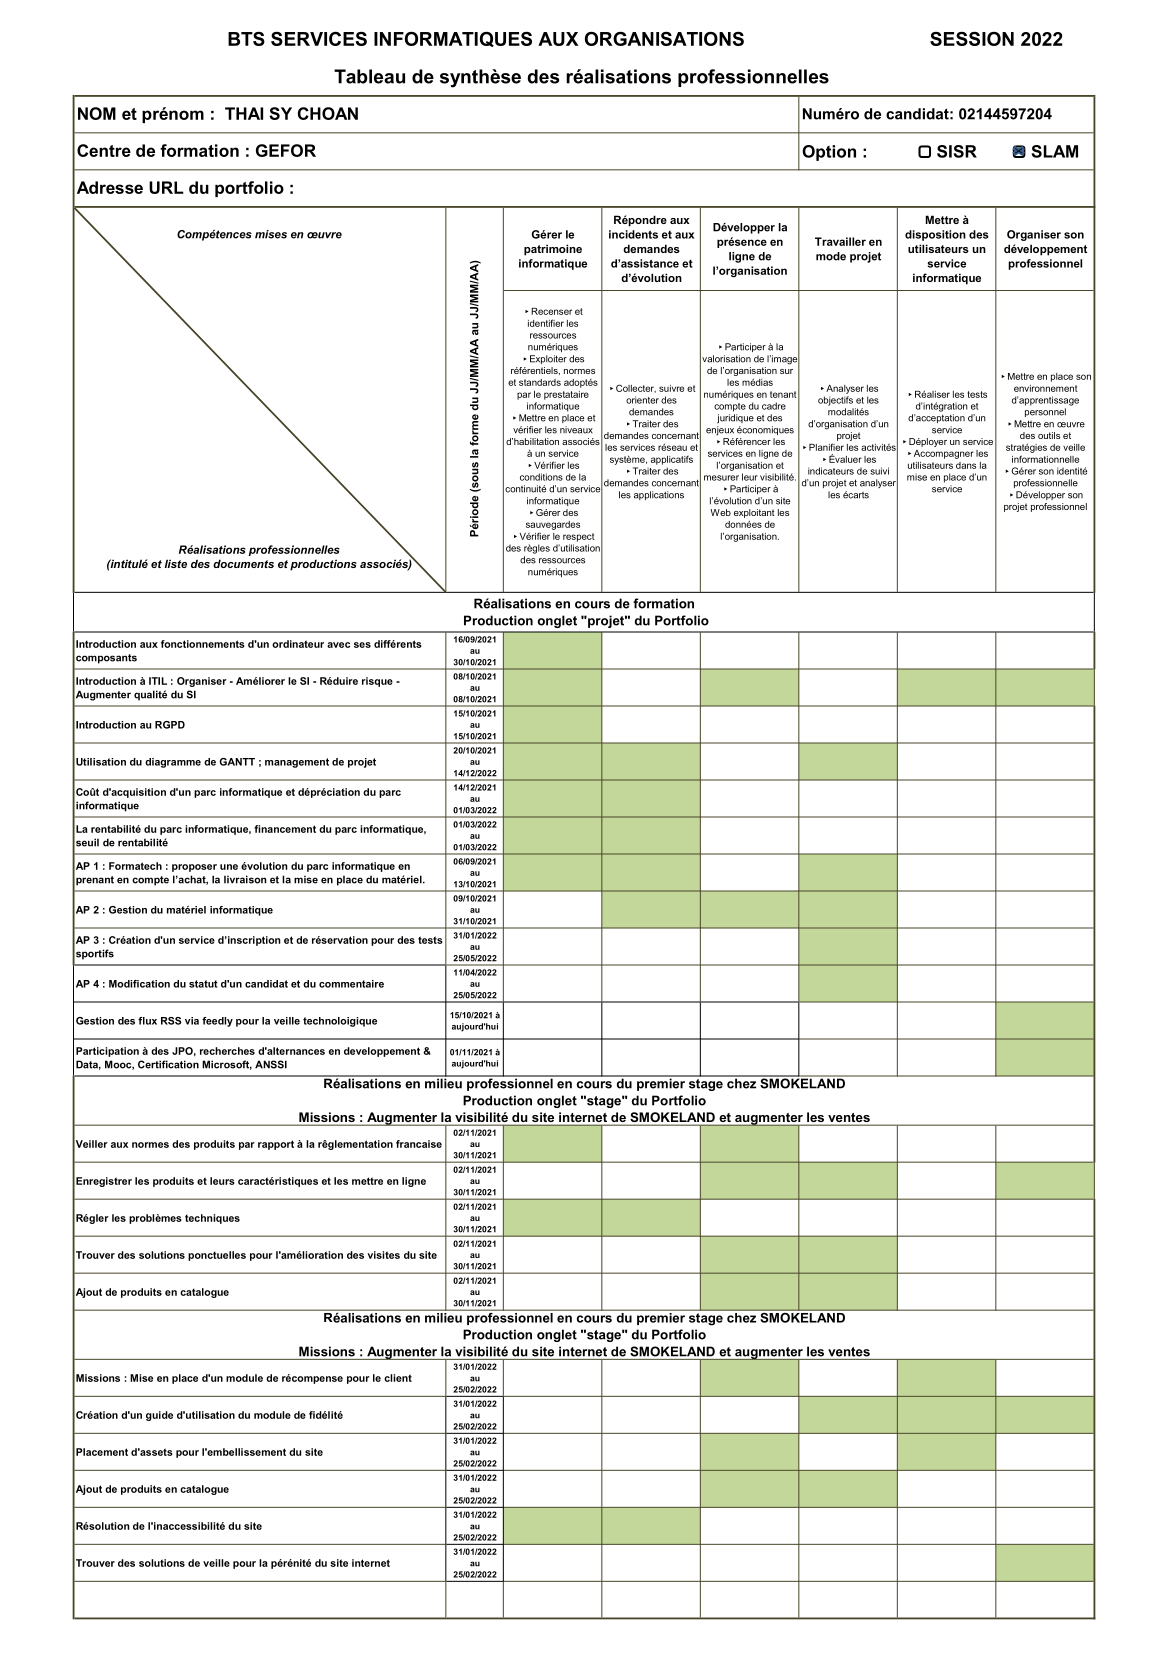 BTS SERVICES INFORMATIQUES AUX ORGANISATIONS SESSION 2022
Tableau de synthèse des réalisations professionnelles
NOM et prénom : THAI SY CHOAN
Numéro de candidat: 02144597204
Centre de formation : GEFOR
Option : SISR SLAM
Adresse URL du portfolio :
Compétences mises en œuvre
Réalisations professionnelles
(intitulé et liste des documents et productions associés)
Période (sous la forme du JJ/MM/AA au JJ/MM/AA)
Gérer le
patrimoine
informatique
Répondre aux
incidents et aux
demandes
d’assistance et
d’évolution
Développer la
présence en
ligne de
l’organisation
Travailler en
mode projet
Mettre à
disposition des
utilisateurs un
service
informatique
Organiser son
développement
professionnel
‣ Recenser et
identifier les
ressources
numériques
‣ Exploiter des
référentiels, normes
et standards adoptés
par le prestataire
informatique
‣ Mettre en place et
vérifier les niveaux
d’habilitation associés
à un service
‣ Vérifier les
conditions de la
continuité d’un service
informatique
‣ Gérer des
sauvegardes
‣ Vérifier le respect
des règles d’utilisation
des ressources
numériques
‣ Collecter, suivre et
orienter des
demandes
‣ Traiter des
demandes concernant
les services réseau et
système, applicatifs
‣ Traiter des
demandes concernant
les applications
‣ Participer à la
valorisation de l’image
de l’organisation sur
les médias
numériques en tenant
compte du cadre
juridique et des
enjeux économiques
‣ Référencer les
services en ligne de
l’organisation et
mesurer leur visibilité.
‣ Participer à
l’évolution d’un site
Web exploitant les
données de
l’organisation.
‣ Analyser les
objectifs et les
modalités
d’organisation d’un
projet
‣ Planifier les activités
‣ Évaluer les
indicateurs de suivi
d’un projet et analyser
les écarts
‣ Réaliser les tests
d’intégration et
d’acceptation d’un
service
‣ Déployer un service
‣ Accompagner les
utilisateurs dans la
mise en place d’un
service
‣ Mettre en place son
environnement
d’apprentissage
personnel
‣ Mettre en œuvre
des outils et
stratégies de veille
informationnelle
‣ Gérer son identité
professionnelle
‣ Développer son
projet professionnel
Réalisations en cours de formation
Production onglet "projet" du Portfolio
Introduction aux fonctionnements d'un ordinateur avec ses différents
composants
16/09/2021
au
30/10/2021
Introduction à ITIL : Organiser - Améliorer le SI - Réduire risque -
Augmenter qualité du SI
08/10/2021
au
08/10/2021
Introduction au RGPD
15/10/2021
au
15/10/2021
Utilisation du diagramme de GANTT ; management de projet
20/10/2021
au
14/12/2022
Coût d'acquisition d'un parc informatique et dépréciation du parc
informatique
14/12/2021
au
01/03/2022
La rentabilité du parc informatique, financement du parc informatique,
seuil de rentabilité
01/03/2022
au
01/03/2022
AP 1 : Formatech : proposer une évolution du parc informatique en
prenant en compte l’achat, la livraison et la mise en place du matériel.
06/09/2021
au
13/10/2021
AP 2 : Gestion du matériel informatique
09/10/2021
au
31/10/2021
AP 3 : Création d'un service d’inscription et de réservation pour des tests
sportifs
31/01/2022
au
25/05/2022
AP 4 : Modification du statut d'un candidat et du commentaire
11/04/2022
au
25/05/2022
Gestion des flux RSS via feedly pour la veille technoloigique
15/10/2021 à
aujourd'hui
Participation à des JPO, recherches d'alternances en developpement &
Data, Mooc, Certification Microsoft, ANSSI
01/11/2021 à
aujourd'hui
Réalisations en milieu professionnel en cours du premier stage chez SMOKELAND
Production onglet "stage" du Portfolio
Missions : Augmenter la visibilité du site internet de SMOKELAND et augmenter les ventes
Veiller aux normes des produits par rapport à la rêglementation francaise
02/11/2021
au
30/11/2021
Enregistrer les produits et leurs caractéristiques et les mettre en ligne
02/11/2021
au
30/11/2021
Régler les problèmes techniques
02/11/2021
au
30/11/2021
Trouver des solutions ponctuelles pour l'amélioration des visites du site
02/11/2021
au
30/11/2021
Ajout de produits en catalogue
02/11/2021
au
30/11/2021
Réalisations en milieu professionnel en cours du premier stage chez SMOKELAND
Production onglet "stage" du Portfolio
Missions : Augmenter la visibilité du site internet de SMOKELAND et augmenter les ventes
Missions : Mise en place d'un module de récompense pour le client
31/01/2022
au
25/02/2022
Création d'un guide d'utilisation du module de fidélité
31/01/2022
au
25/02/2022
Placement d'assets pour l'embellissement du site
31/01/2022
au
25/02/2022
Ajout de produits en catalogue
31/01/2022
au
25/02/2022
Résolution de l'inaccessibilité du site
31/01/2022
au
25/02/2022
Trouver des solutions de veille pour la pérénité du site internet
31/01/2022
au
25/02/2022